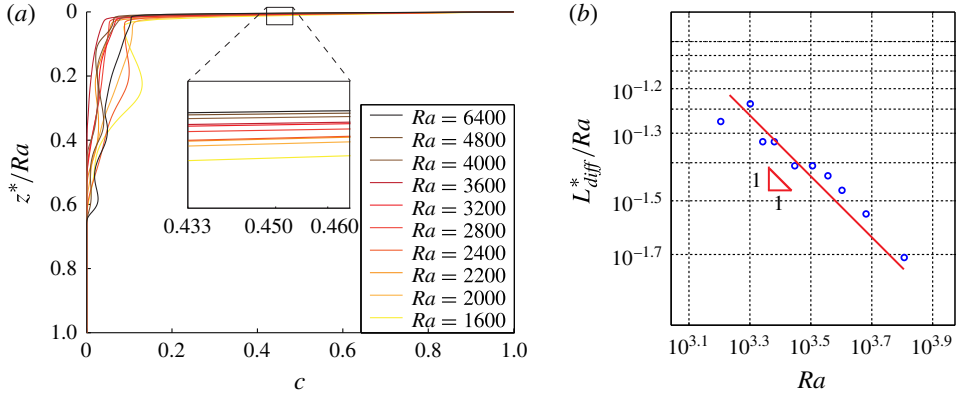 (a)
0
0.2
0.4
0.6
0.8
1.0
z*/Ra
0
0.2
0.4
0.6
0.8
1.0
c
0.433
0.450
0.460
Ra = 6400
Ra = 4800
Ra = 4000
Ra = 3600
Ra = 3200
Ra = 2800
Ra = 2400
Ra = 2200
Ra = 2000
Ra = 1600
(b)
10^−1.2
10^−1.3
10^−1.5
10^−1.7
L*_diff/Ra
1
1
10^3.1
10^3.3
10^3.5
10^3.7
10^3.9
Ra